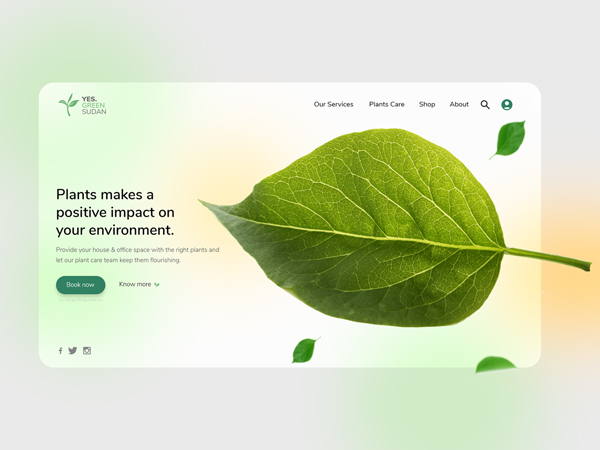 YES.
GREEN
SUDAN
Our Services Plants Care Shop About
Plants makes a
positive impact on
your environment.
Provide your house & office space with the right plants and
let our plant care team keep them flourishing.
Book now Know more